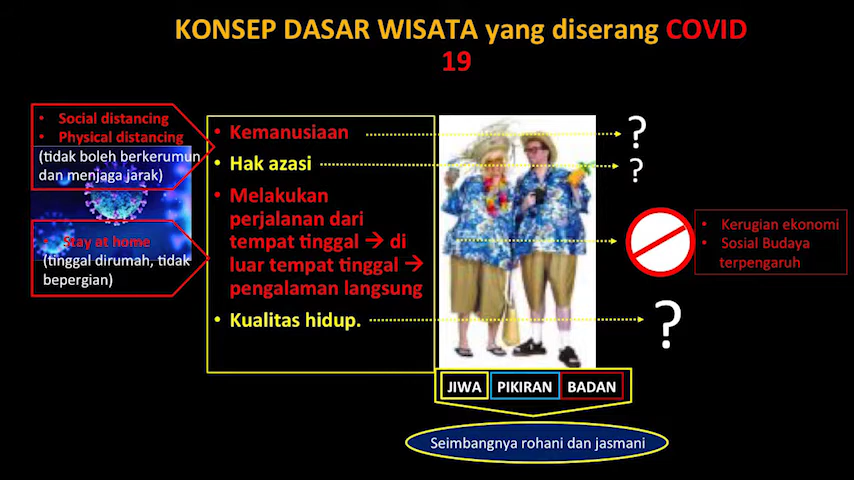 KONSEP DASAR WISATA yang diserang COVID
19
• Social distancing
• Physical distancing
(tidak boleh berkerumun
dan menjaga jarak)
• Stay at home
(tinggal dirumah, tidak
bepergian)
• Kemanusiaan
• Hak azasi
• Melakukan
perjalanan dari
tempat tinggal → di
luar tempat tinggal →
pengalaman langsung
• Kualitas hidup.
?
?
?
• Kerugian ekonomi
• Sosial Budaya
terpengaruh
JIWA PIKIRAN BADAN
Seimbangnya rohani dan jasmani